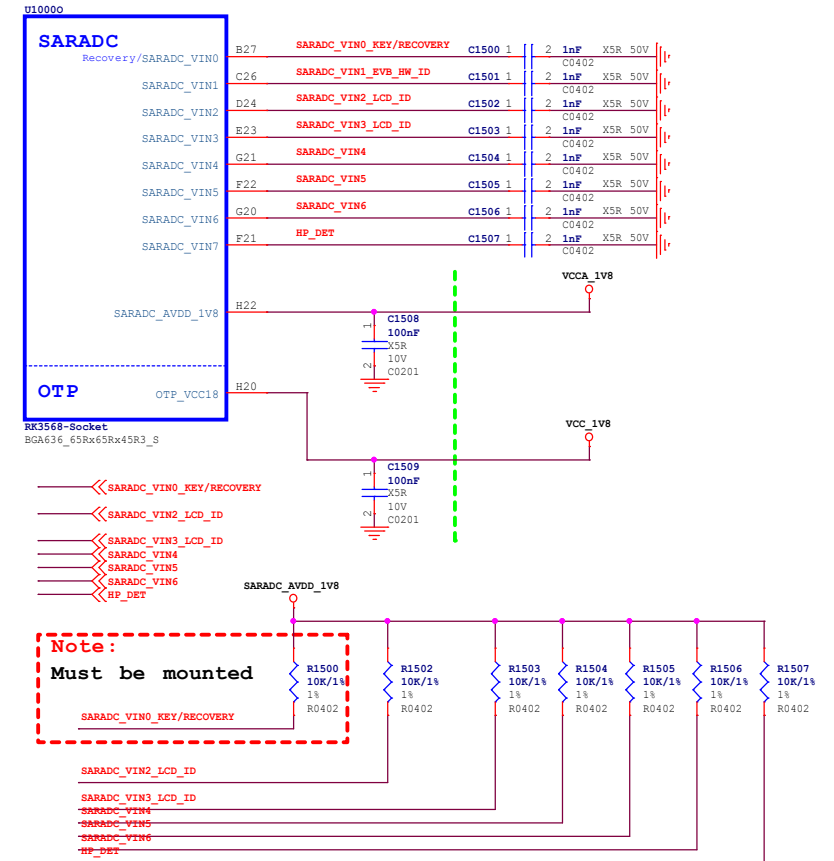 U1000O
SARADC
Recovery/SARADC_VIN0 B27 SARADC_VIN0_KEY/RECOVERY C1500 1 2 1nF X5R 50V
C0402
SARADC_VIN1 C26 SARADC_VIN1_EVB_HW_ID C1501 1 2 1nF X5R 50V
C0402
SARADC_VIN2 D24 SARADC_VIN2_LCD_ID C1502 1 2 1nF X5R 50V
C0402
SARADC_VIN3 E23 SARADC_VIN3_LCD_ID C1503 1 2 1nF X5R 50V
C0402
SARADC_VIN4 G21 SARADC_VIN4 C1504 1 2 1nF X5R 50V
C0402
SARADC_VIN5 F22 SARADC_VIN5 C1505 1 2 1nF X5R 50V
C0402
SARADC_VIN6 G20 SARADC_VIN6 C1506 1 2 1nF X5R 50V
C0402
SARADC_VIN7 F21 HP_DET C1507 1 2 1nF X5R 50V
C0402
VCCA_1V8
SARADC_AVDD_1V8 H22
1 C1508
100nF
X5R
2 10V
C0201
OTP OTP_VCC18 H20
VCC_1V8
RK3568-Socket
BGA636_65Rx65Rx45R3_S
1 C1509
100nF
X5R
2 10V
C0201
SARADC_VIN0_KEY/RECOVERY
SARADC_VIN2_LCD_ID
SARADC_VIN3_LCD_ID
SARADC_VIN4
SARADC_VIN5
SARADC_VIN6
HP_DET
SARADC_AVDD_1V8
Note:
Must be mounted
R1500 R1502 R1503 R1504 R1505 R1506 R1507
10K/1% 10K/1% 10K/1% 10K/1% 10K/1% 10K/1% 10K/1%
1% 1% 1% 1% 1% 1% 1%
R0402 R0402 R0402 R0402 R0402 R0402 R0402
SARADC_VIN0_KEY/RECOVERY
SARADC_VIN2_LCD_ID
SARADC_VIN3_LCD_ID
SARADC_VIN4
SARADC_VIN5
SARADC_VIN6
HP_DET